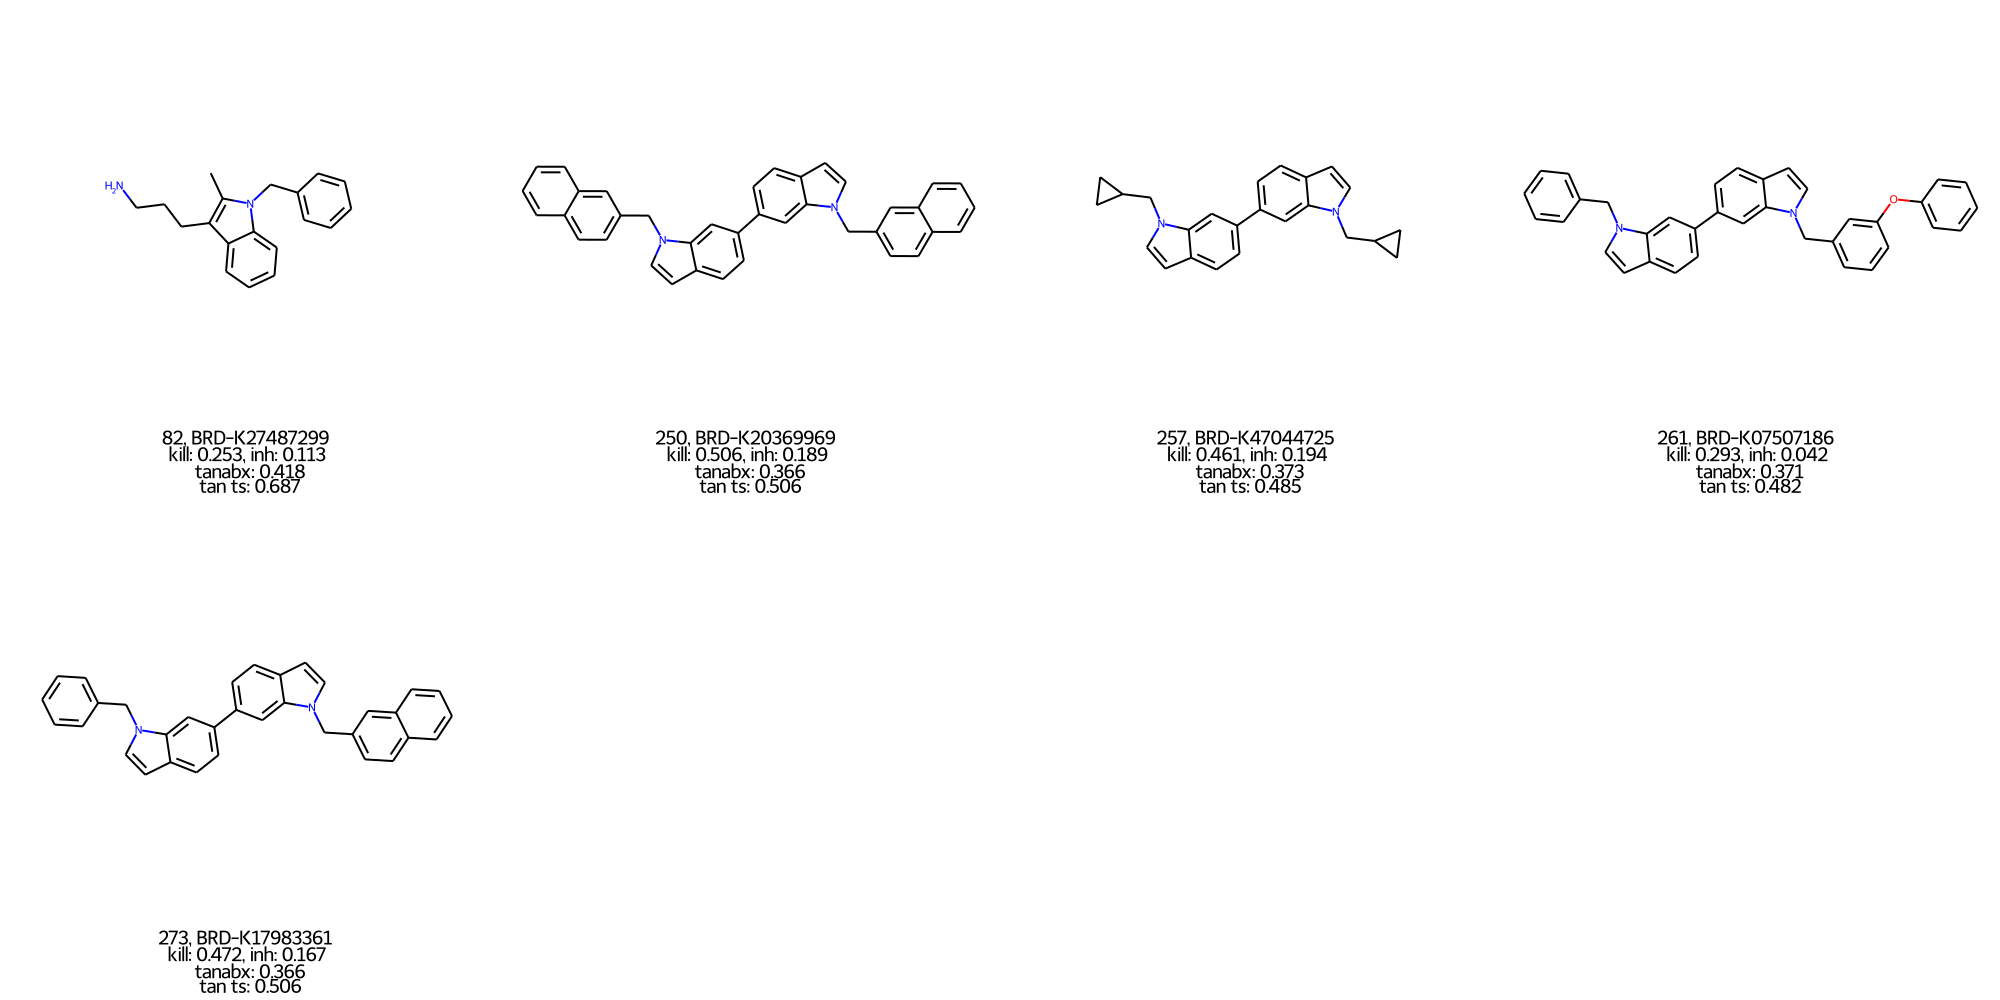 H₂N
N
N
N
N
N
N
N
O
82, BRD-K27487299
kill: 0.253, inh: 0.113
tanabx: 0.418
tan ts: 0.687
250, BRD-K20369969
kill: 0.506, inh: 0.189
tanabx: 0.366
tan ts: 0.506
257, BRD-K47044725
kill: 0.461, inh: 0.194
tanabx: 0.373
tan ts: 0.485
261, BRD-K07507186
kill: 0.293, inh: 0.042
tanabx: 0.371
tan ts: 0.482
N
N
273, BRD-K17983361
kill: 0.472, inh: 0.167
tanabx: 0.366
tan ts: 0.506